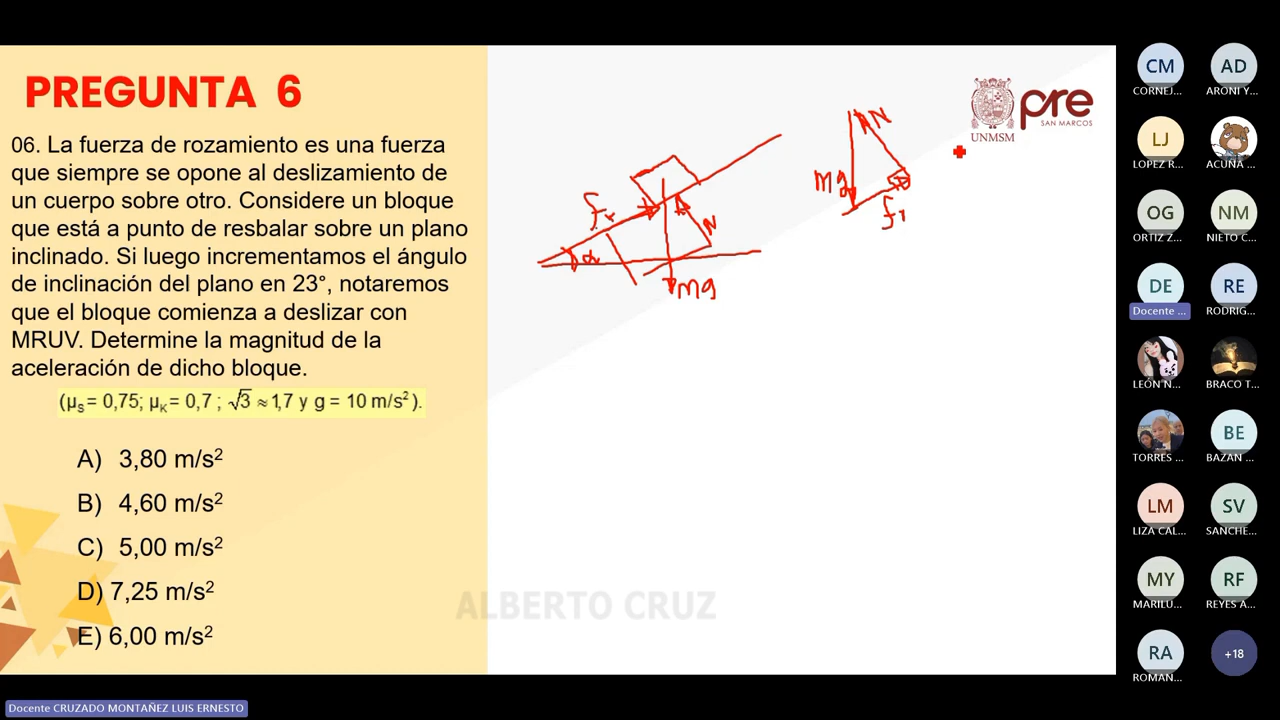 PREGUNTA 6
06. La fuerza de rozamiento es una fuerza
que siempre se opone al deslizamiento de
un cuerpo sobre otro. Considere un bloque
que está a punto de resbalar sobre un plano
inclinado. Si luego incrementamos el ángulo
de inclinación del plano en 23°, notaremos
que el bloque comienza a deslizar con
MRUV. Determine la magnitud de la
aceleración de dicho bloque.
(μS = 0,75; μK = 0,7 ; √3 ≈ 1,7 y g = 10 m/s²).
A) 3,80 m/s²
B) 4,60 m/s²
C) 5,00 m/s²
D) 7,25 m/s²
E) 6,00 m/s²
fr
N
α
mg
N
mg
fr
UNMSM
pre
SAN MARCOS
ALBERTO CRUZ
CM
CORNEJ...
AD
ARONI Y...
LJ
LOPEZ R...
ACUÑA ...
OG
ORTIZ Z...
NM
NIETO C...
DE
Docente ...
RE
RODRIG...
LEÓN N...
BRACO T...
TORRES ...
BE
BAZAN ...
LM
LIZA CAL...
SV
SANCHE...
MY
MARILÚ...
RF
REYES A...
RA
ROMAN...
+18
Docente CRUZADO MONTAÑEZ LUIS ERNESTO